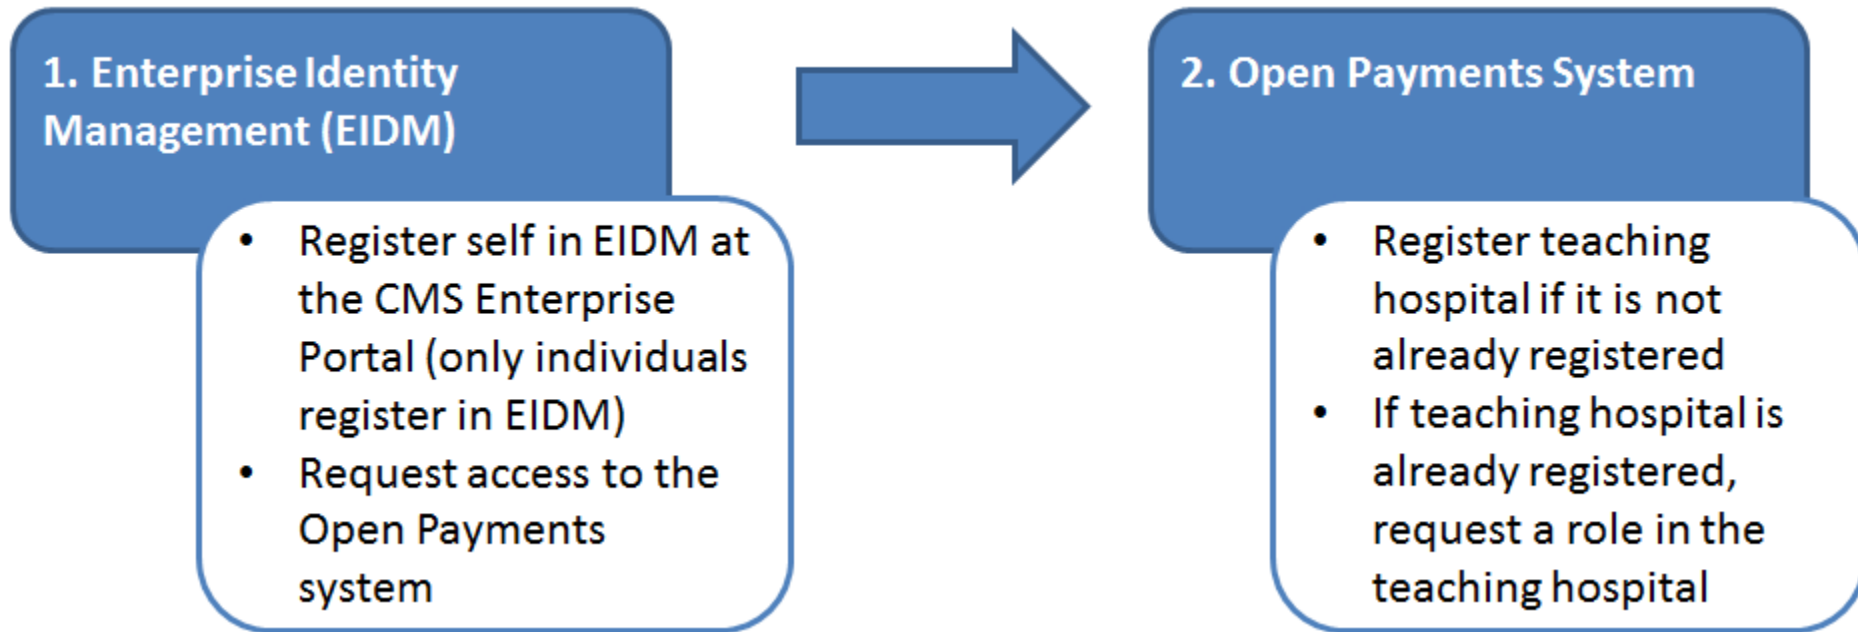 1. Enterprise Identity
Management (EIDM)
• Register self in EIDM at
the CMS Enterprise
Portal (only individuals
register in EIDM)
• Request access to the
Open Payments
system
2. Open Payments System
• Register teaching
hospital if it is not
already registered
• If teaching hospital is
already registered,
request a role in the
teaching hospital